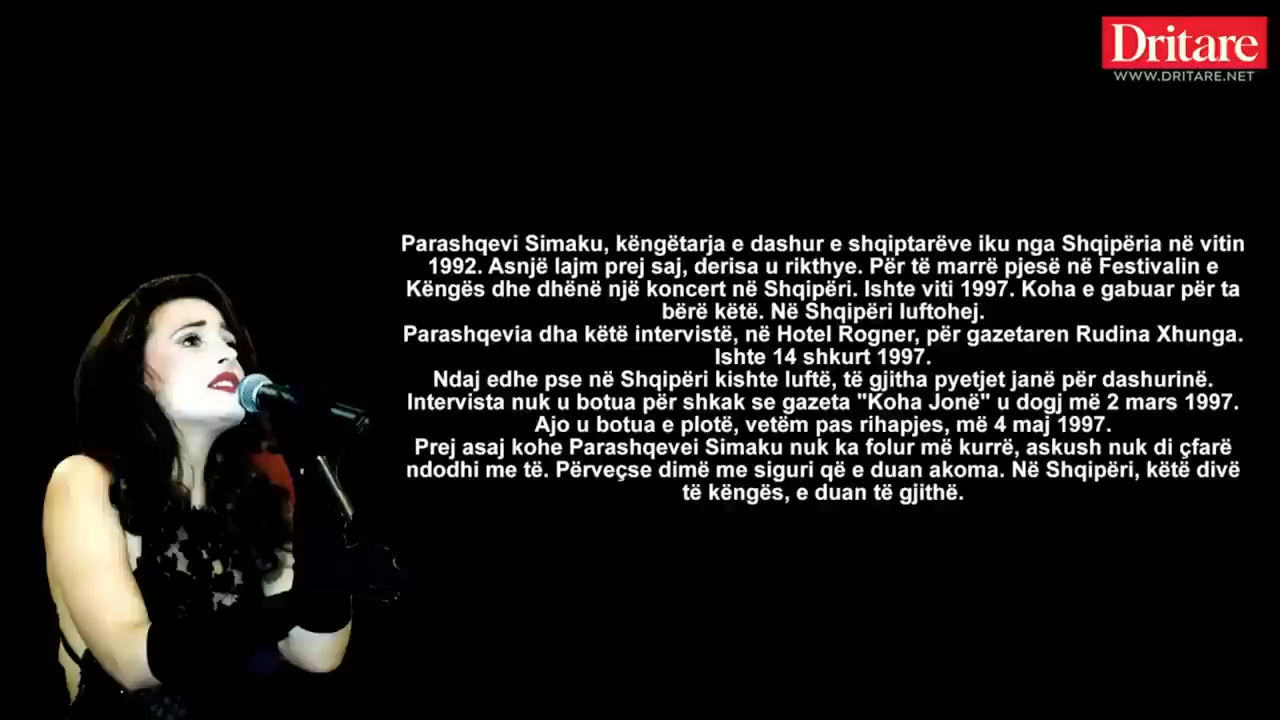 Dritare
WWW.DRITARE.NET
Parashqevi Simaku, këngëtarja e dashur e shqiptarëve iku nga Shqipëria në vitin
1992. Asnjë lajm prej saj, derisa u rikthye. Për të marrë pjesë në Festivalin e
Këngës dhe dhënë një koncert në Shqipëri. Ishte viti 1997. Koha e gabuar për ta
bërë këtë. Në Shqipëri luftohej.
Parashqevia dha këtë intervistë, në Hotel Rogner, për gazetaren Rudina Xhunga.
Ishte 14 shkurt 1997.
Ndaj edhe pse në Shqipëri kishte luftë, të gjitha pyetjet janë për dashurinë.
Intervista nuk u botua për shkak se gazeta "Koha Jonë" u dogj më 2 mars 1997.
Ajo u botua e plotë, vetëm pas rihapjes, më 4 maj 1997.
Prej asaj kohe Parashqevei Simaku nuk ka folur më kurrë, askush nuk di çfarë
ndodhi me të. Përveçse dimë me siguri që e duan akoma. Në Shqipëri, këtë divë
të këngës, e duan të gjithë.